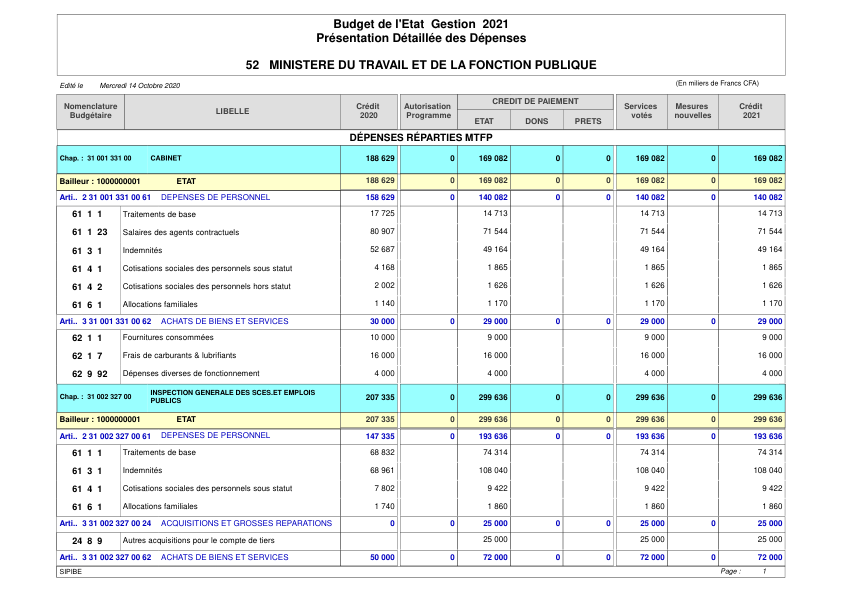 Budget de l'Etat Gestion 2021
Présentation Détaillée des Dépenses
52 MINISTERE DU TRAVAIL ET DE LA FONCTION PUBLIQUE
Edité le Mercredi 14 Octobre 2020 (En milliers de Francs CFA)
Nomenclature Budgétaire LIBELLE Crédit 2020 Autorisation Programme CREDIT DE PAIEMENT ETAT DONS PRETS Services votés Mesures nouvelles Crédit 2021
DÉPENSES RÉPARTIES MTFP
Chap. : 31 001 331 00 CABINET 188 629 0 169 082 0 0 169 082 0 169 082
Bailleur : 1000000001 ETAT 188 629 0 169 082 0 0 169 082 0 169 082
Arti.. 2 31 001 331 00 61 DEPENSES DE PERSONNEL 158 629 0 140 082 0 0 140 082 0 140 082
61 1 1 Traitements de base 17 725 14 713 14 713 14 713
61 1 23 Salaires des agents contractuels 80 907 71 544 71 544 71 544
61 3 1 Indemnités 52 687 49 164 49 164 49 164
61 4 1 Cotisations sociales des personnels sous statut 4 168 1 865 1 865 1 865
61 4 2 Cotisations sociales des personnels hors statut 2 002 1 626 1 626 1 626
61 6 1 Allocations familiales 1 140 1 170 1 170 1 170
Arti.. 3 31 001 331 00 62 ACHATS DE BIENS ET SERVICES 30 000 0 29 000 0 0 29 000 0 29 000
62 1 1 Fournitures consommées 10 000 9 000 9 000 9 000
62 1 7 Frais de carburants & lubrifiants 16 000 16 000 16 000 16 000
62 9 92 Dépenses diverses de fonctionnement 4 000 4 000 4 000 4 000
Chap. : 31 002 327 00 INSPECTION GENERALE DES SCES.ET EMPLOIS PUBLICS 207 335 0 299 636 0 0 299 636 0 299 636
Bailleur : 1000000001 ETAT 207 335 0 299 636 0 0 299 636 0 299 636
Arti.. 2 31 002 327 00 61 DEPENSES DE PERSONNEL 147 335 0 193 636 0 0 193 636 0 193 636
61 1 1 Traitements de base 68 832 74 314 74 314 74 314
61 3 1 Indemnités 68 961 108 040 108 040 108 040
61 4 1 Cotisations sociales des personnels sous statut 7 802 9 422 9 422 9 422
61 6 1 Allocations familiales 1 740 1 860 1 860 1 860
Arti.. 3 31 002 327 00 24 ACQUISITIONS ET GROSSES REPARATIONS 0 0 25 000 0 0 25 000 0 25 000
24 8 9 Autres acquisitions pour le compte de tiers 25 000 25 000 25 000
Arti.. 3 31 002 327 00 62 ACHATS DE BIENS ET SERVICES 50 000 0 72 000 0 0 72 000 0 72 000
SIPIBE Page : 1